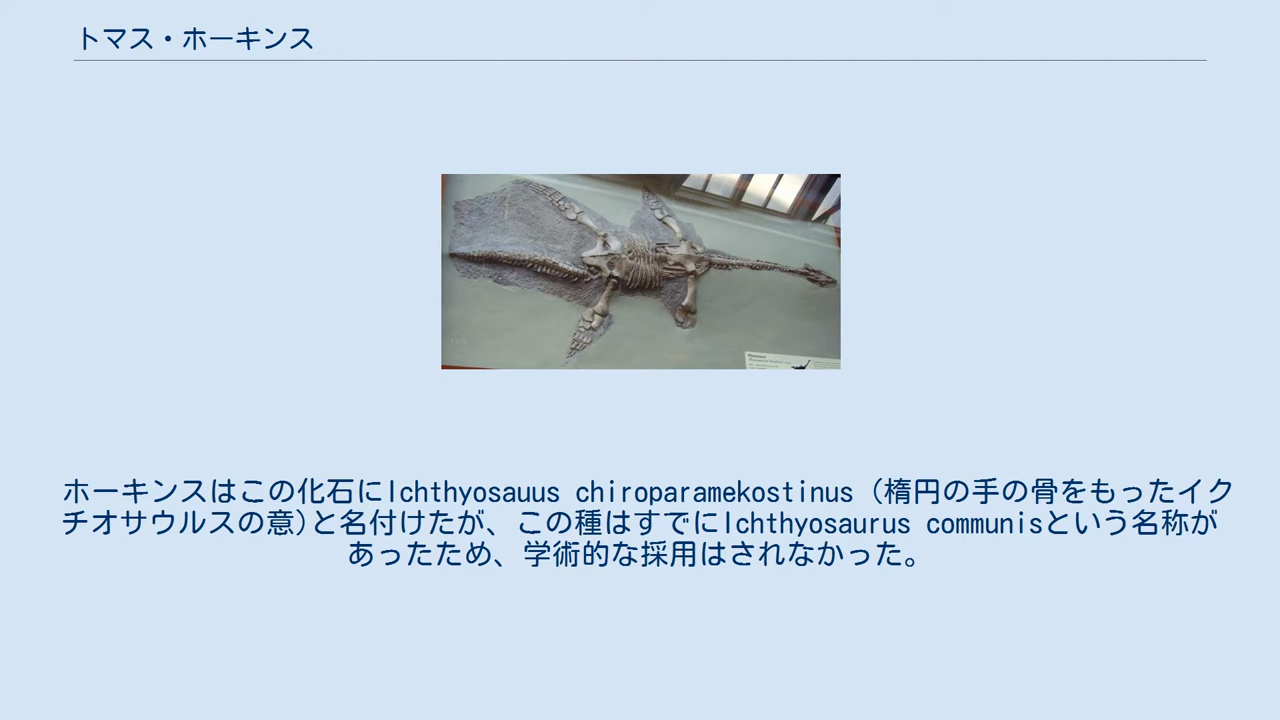 トマス・ホーキンス
ホーキンスはこの化石にIchthyosauus chiroparamekostinus (楕円の手の骨をもったイク
チオサウルスの意)と名付けたが、この種はすでにIchthyosaurus communisという名称が
あったため、学術的な採用はされなかった。